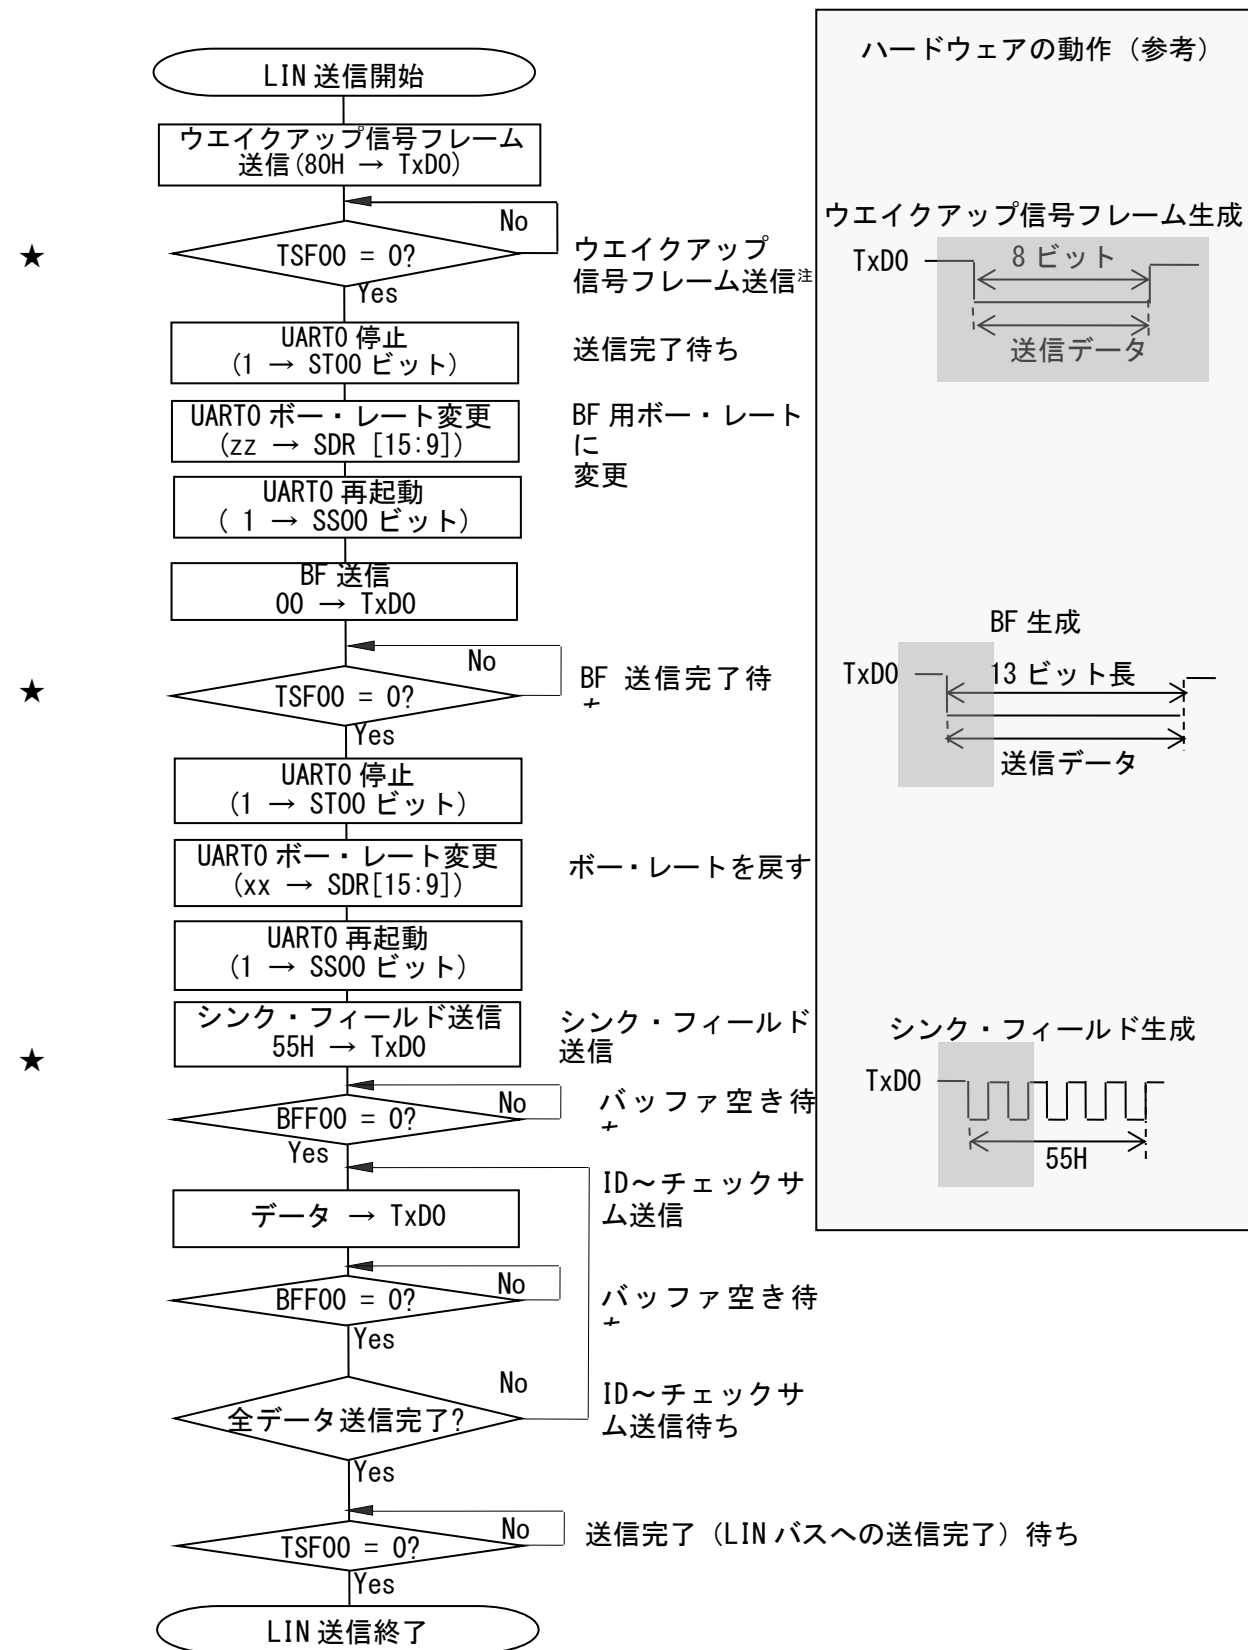 ハードウェアの動作（参考）
LIN 送信開始
ウエイクアップ信号フレーム
送信(80H → TxD0)
No
TSF00 = 0?
Yes
★
ウエイクアップ
信号フレーム送信注
UART0 停止
(1 → ST00 ビット)
送信完了待ち
UART0 ボー・レート変更
(zz → SDR [15:9])
BF 用ボー・レート
に
変更
UART0 再起動
( 1 → SS00 ビット)
BF 送信
00 → TxD0
No
TSF00 = 0?
Yes
★
BF 送信完了待
ち
UART0 停止
(1 → ST00 ビット)
UART0 ボー・レート変更
(xx → SDR[15:9])
ボー・レートを戻す
UART0 再起動
(1 → SS00 ビット)
シンク・フィールド送信
55H → TxD0
シンク・フィールド
送信
★
No
BFF00 = 0?
Yes
バッファ空き待
ち
データ → TxD0
ID～チェックサ
ム送信
No
BFF00 = 0?
Yes
バッファ空き待
ち
No
全データ送信完了?
Yes
ID～チェックサ
ム送信待ち
No
TSF00 = 0?
Yes
送信完了（LIN バスへの送信完了）待ち
LIN 送信終了
ウエイクアップ信号フレーム生成
TxD0
8 ビット
送信データ
BF 生成
TxD0
13 ビット長
送信データ
シンク・フィールド生成
TxD0
55H